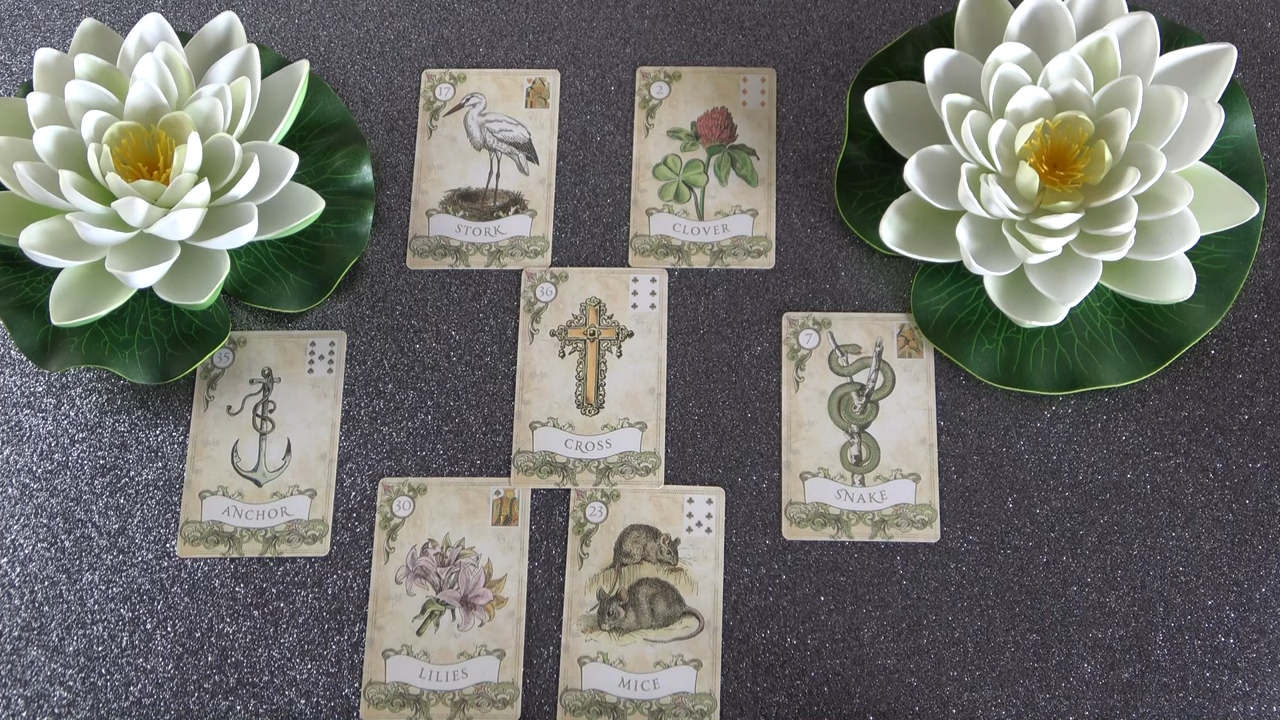 17
STORK
2
CLOVER
36
CROSS
35
ANCHOR
7
SNAKE
30
LILIES
23
MICE